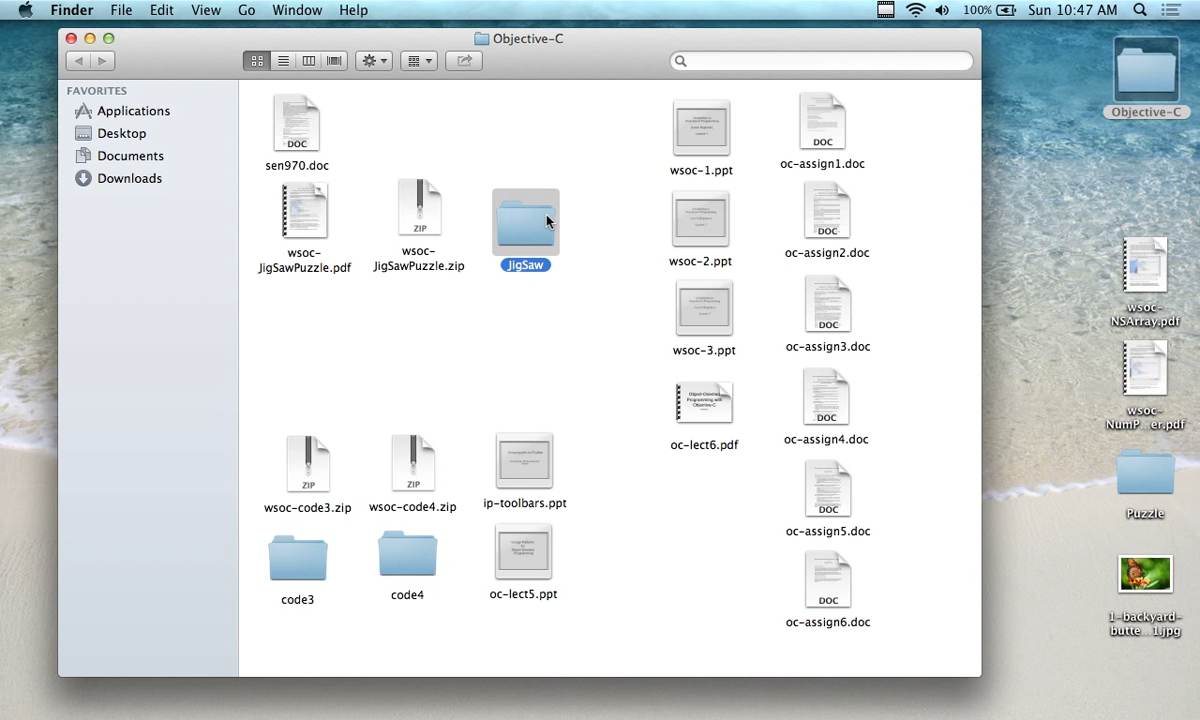 Finder File Edit View Go Window Help 100% Sun 10:47 AM
Objective-C
FAVORITES
Applications
Desktop
Documents
Downloads
DOC
sen970.doc
wsoc-
JigSawPuzzle.pdf
ZIP
wsoc-
JigSawPuzzle.zip
JigSaw
wsoc-1.ppt
DOC
oc-assign1.doc
wsoc-2.ppt
DOC
oc-assign2.doc
wsoc-3.ppt
DOC
oc-assign3.doc
Object-Oriented
Programming with
Objective-C
oc-lect6.pdf
DOC
oc-assign4.doc
ZIP
wsoc-code3.zip
ZIP
wsoc-code4.zip
ip-toolbars.ppt
DOC
oc-assign5.doc
code3
code4
oc-lect5.ppt
DOC
oc-assign6.doc
Objective-C
wsoc-
NSArray.pdf
wsoc-
NumP...er.pdf
Puzzle
1-backyard-
butte...1.jpg